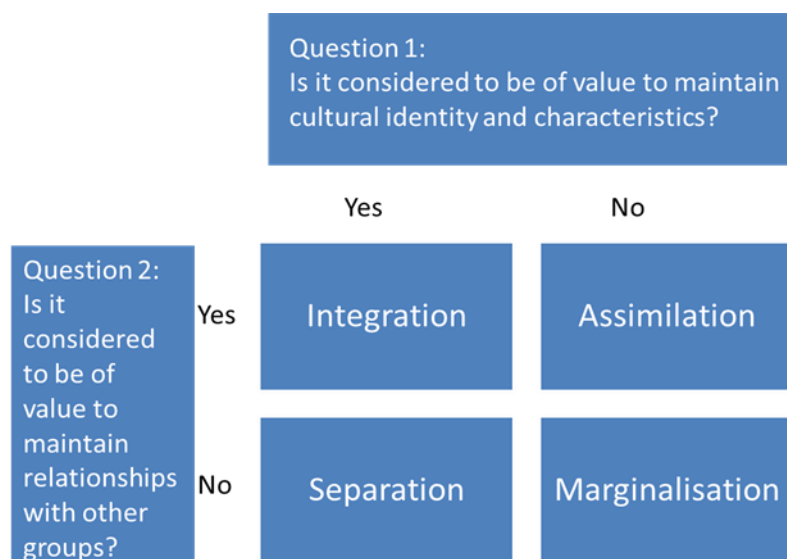 Question 1:
Is it considered to be of value to maintain
cultural identity and characteristics?
Yes
No
Question 2:
Is it
considered
to be of
value to
maintain
relationships
with other
groups?
Yes
Integration
Assimilation
No
Separation
Marginalisation